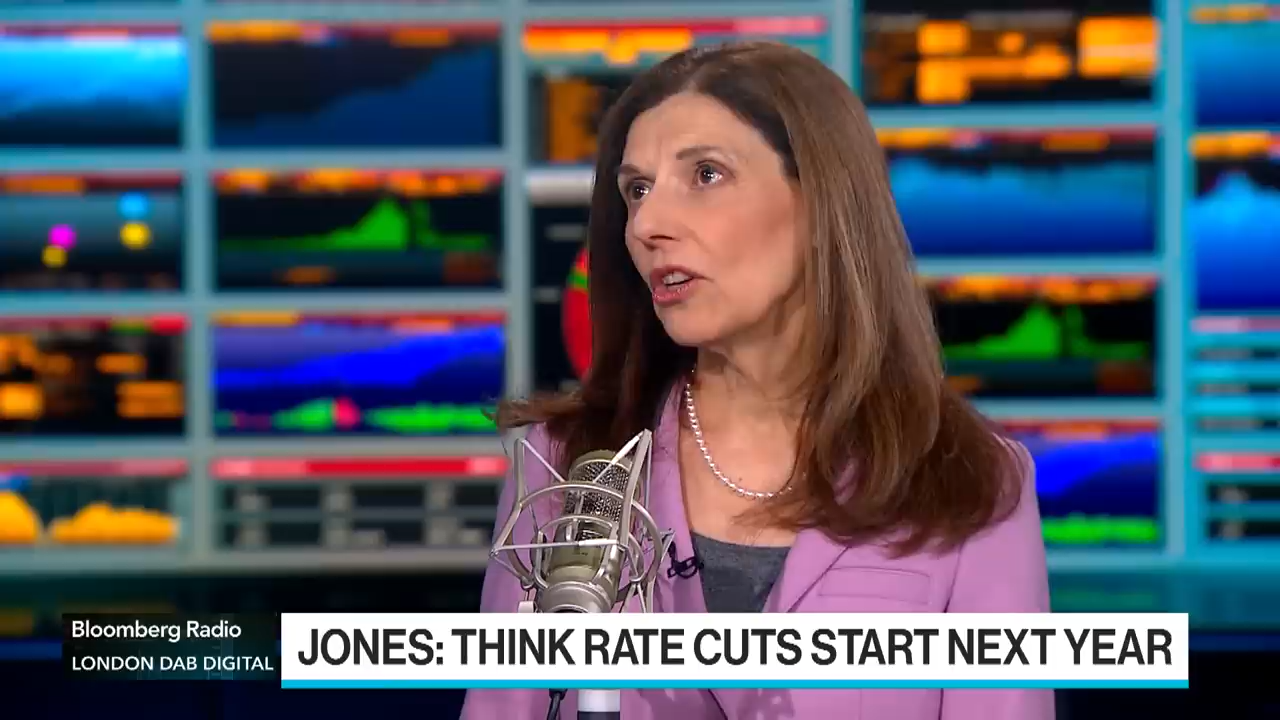 Bloomberg Radio
LONDON DAB DIGITAL
JONES: THINK RATE CUTS START NEXT YEAR